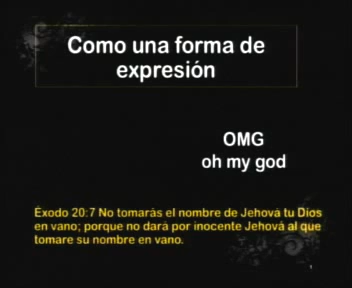 Como una forma de
expresión
OMG
oh my god
Éxodo 20:7 No tomarás el nombre de Jehová tu Dios
en vano; porque no dará por inocente Jehová al que
tomare su nombre en vano.